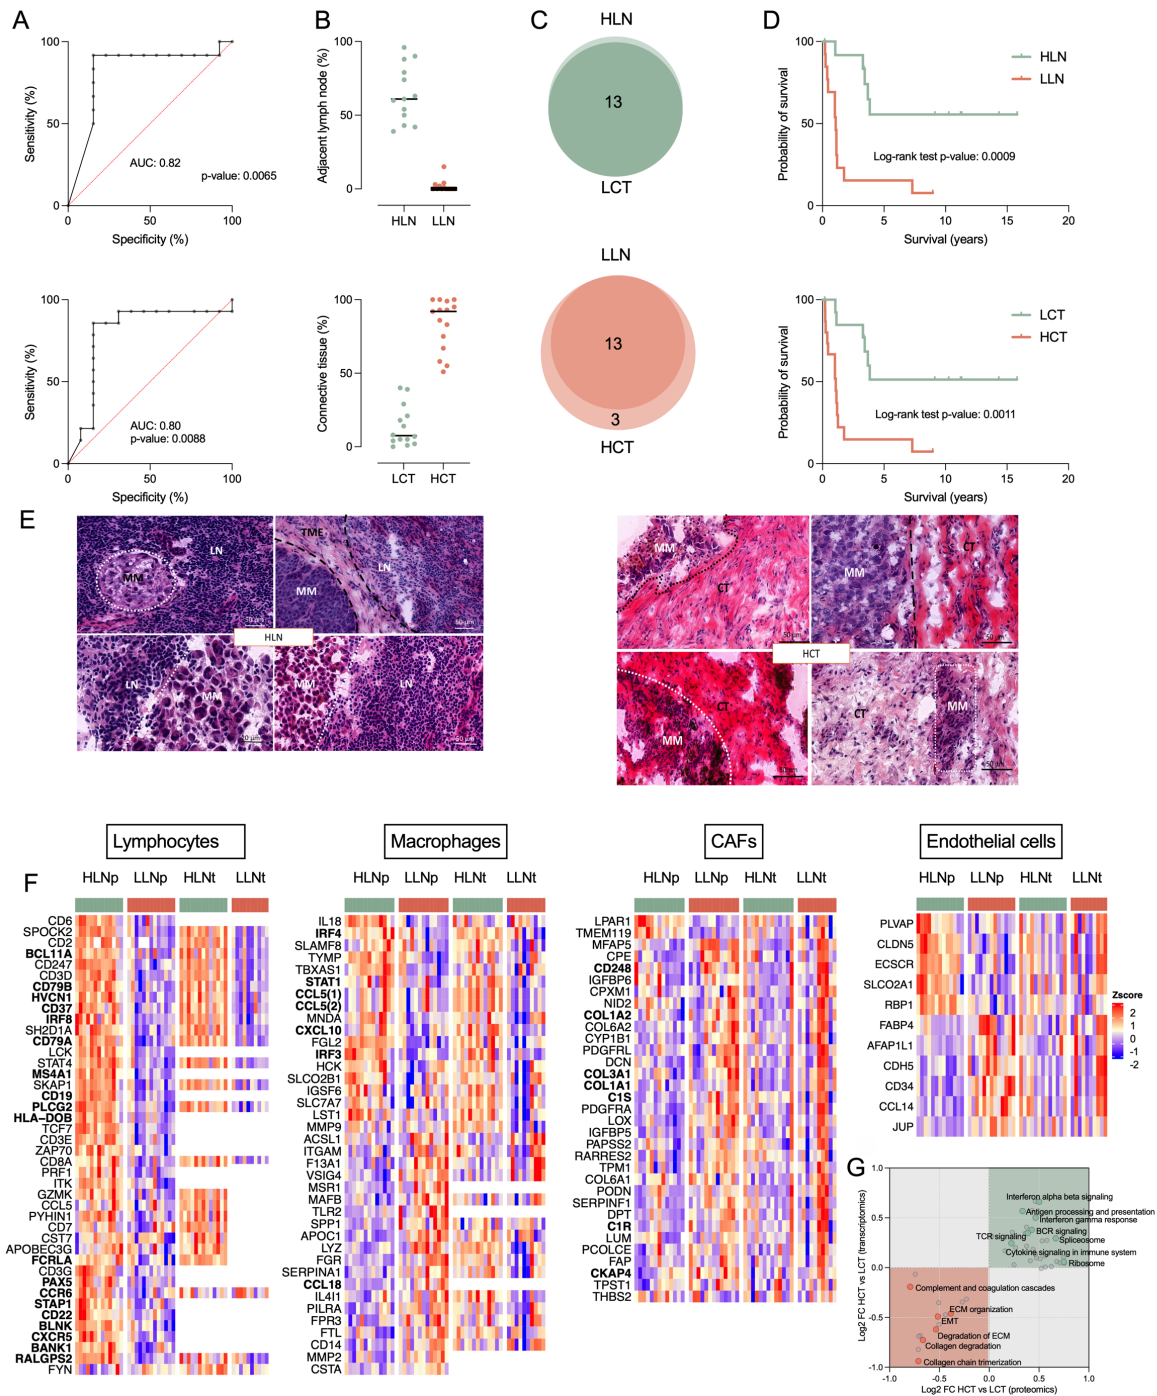 A
B
C
D
100
50
0
0
50
100
Sensitivity (%)
Specificity (%)
AUC: 0.82
p-value: 0.0065
100
50
0
Adjacent lymph node (%)
HLN
LLN
HLN
13
LCT
100
50
0
0
5
10
15
20
Probability of survival
Survival (years)
HLN
LLN
Log-rank test p-value: 0.0009
100
50
0
0
50
100
Sensitivity (%)
Specificity (%)
AUC: 0.80
p-value: 0.0088
100
50
0
Connective tissue (%)
LCT
HCT
LLN
13
3
HCT
100
50
0
0
5
10
15
20
Probability of survival
Survival (years)
LCT
HCT
Log-rank test p-value: 0.0011
E
MM
LN
50 µm
TME
LN
MM
50 µm
HLN
LN
MM
MM
LN
MM
CT
50 µm
MM
CT
50 µm
HCT
CT
MM
CT
MM
Lymphocytes
Macrophages
CAFs
Endothelial cells
F
HLNp LLNp HLNt LLNt
CD6
SPOCK2
CD2
BCL11A
CD247
CD3D
CD79B
HVCN1
CD37
IRF8
SH2D1A
CD79A
LCK
STAT4
MS4A1
SKAP1
CD19
PLCG2
HLA-DOB
TCF7
CD3E
ZAP70
CD8A
PRF1
ITK
GZMK
CCL5
PYHIN1
CD7
CST7
APOBEC3G
FCRLA
CD3G
PAX5
CCR6
STAP1
CD22
BLNK
CXCR5
BANK1
RALGPS2
FYN
HLNp LLNp HLNt LLNt
IL18
IRF4
SLAMF8
TYMP
TBXAS1
STAT1
CCL5(1)
CCL5(2)
MNDA
CXCL10
FGL2
IRF3
HCK
SLCO2B1
IGSF6
SLC7A7
LST1
MMP9
ACSL1
ITGAM
F13A1
VSIG4
MSR1
MAFB
TLR2
SPP1
APOC1
LYZ
FGR
SERPINA1
CCL18
IL4I1
PILRA
FPR3
FTL
CD14
MMP2
CSTA
HLNp LLNp HLNt LLNt
LPAR1
TMEM119
MFAP5
CPE
CD248
IGFBP6
CPXM1
NID2
COL1A2
COL6A2
CYP1B1
PDGFRL
DCN
COL3A1
COL1A1
C1S
PDGFRA
LOX
IGFBP5
PAPSS2
RARRES2
TPM1
COL6A1
PODN
SERPINF1
DPT
C1R
LUM
PCOLCE
FAP
CKAP4
TPST1
THBS2
HLNp LLNp HLNt LLNt
PLVAP
CLDN5
ECSCR
SLCO2A1
RBP1
FABP4
AFAP1L1
CDH5
CD34
CCL14
JUP
Zscore
2
1
0
-1
-2
G
1.0
0.5
0.0
-0.5
-1.0
-1.0
-0.5
0.0
0.5
1.0
Log2 FC HCT vs LCT (transcriptomics)
Log2 FC HCT vs LCT (proteomics)
Interferon alpha beta signaling
Antigen processing and presentation
Interferon gamma response
BCR signaling
TCR signaling
Spliceosome
Cytokine signaling in immune system
Ribosome
Complement and coagulation cascades
ECM organization
EMT
Degradation of ECM
Collagen degradation
Collagen chain trimerization